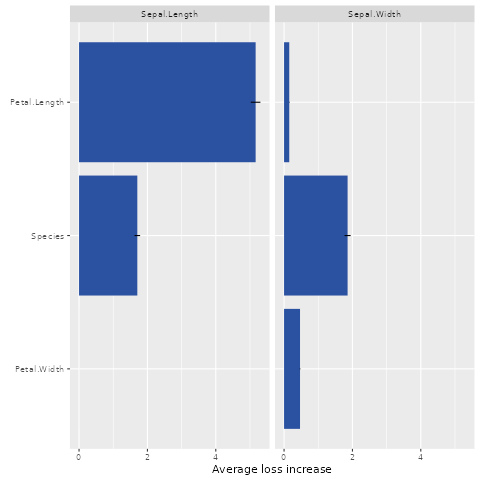 Sepal.Length
Sepal.Width
Petal.Length
Species
Petal.Width
0 2 4 0 2 4
Average loss increase